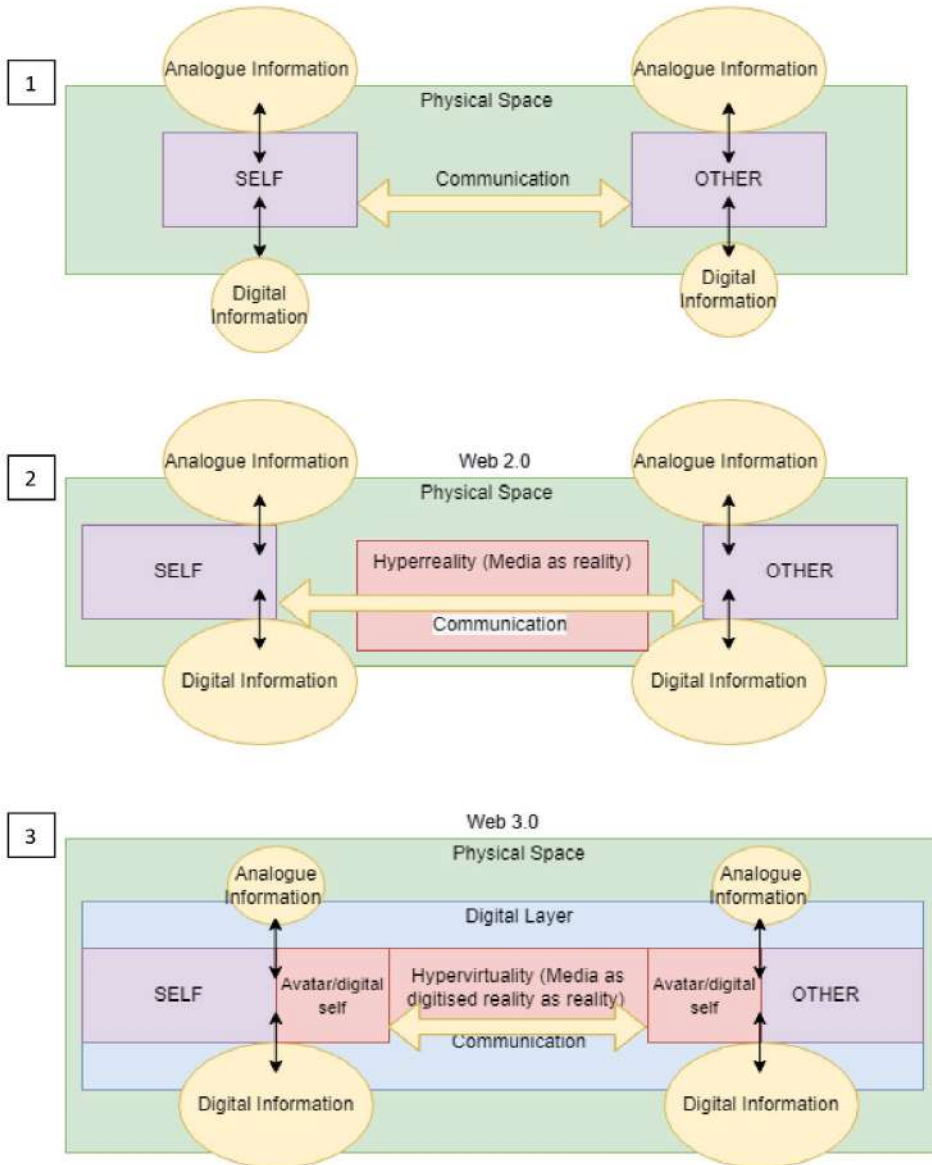 1
Analogue Information
Analogue Information
Physical Space
SELF
Communication
OTHER
Digital
Information
Digital
Information
2
Web 2.0
Analogue Information
Analogue Information
Physical Space
SELF
Hyperreality (Media as reality)
OTHER
Communication
Digital Information
Digital Information
3
Web 3.0
Physical Space
Analogue
Information
Analogue
Information
Digital Layer
SELF
Avatar/digital
self
Hypervirtuality (Media as
digitised reality as reality)
Avatar/digital
self
OTHER
Communication
Digital Information
Digital Information